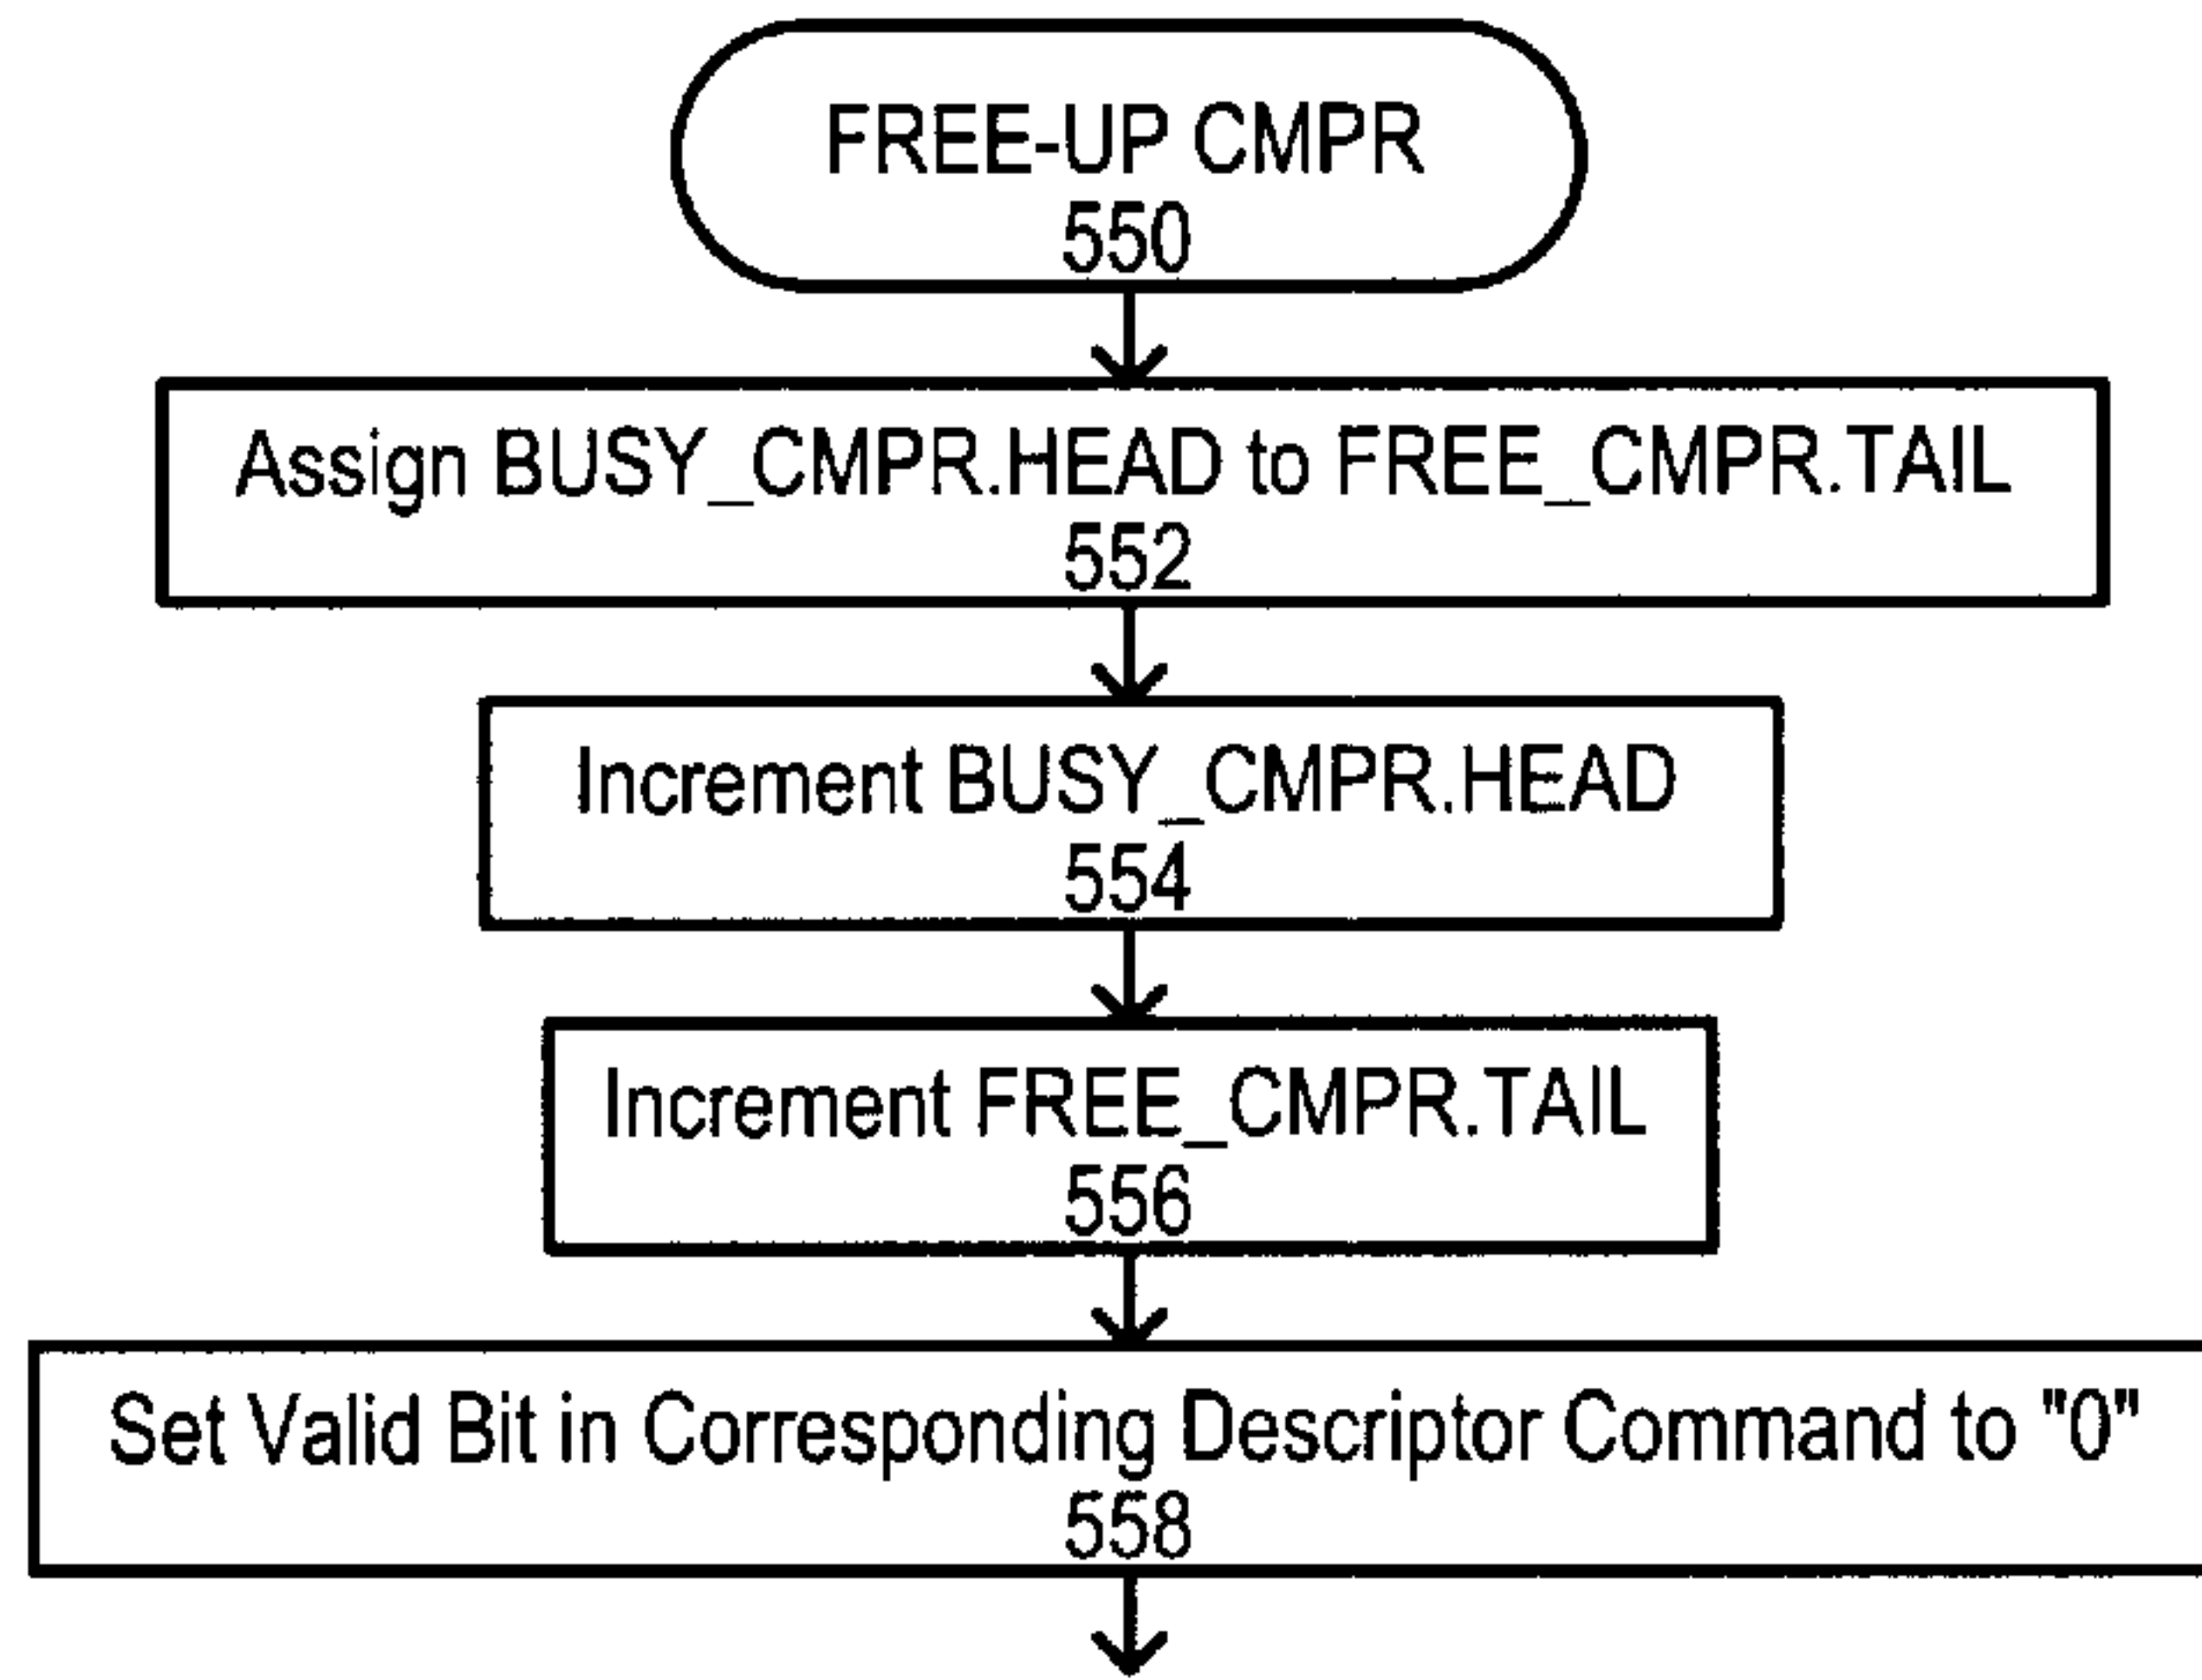 FREE-UP CMPR
550
Assign BUSY_CMPR.HEAD to FREE_CMPR.TAIL
552
Increment BUSY_CMPR.HEAD
554
Increment FREE_CMPR.TAIL
556
Set Valid Bit in Corresponding Descriptor Command to "0"
558